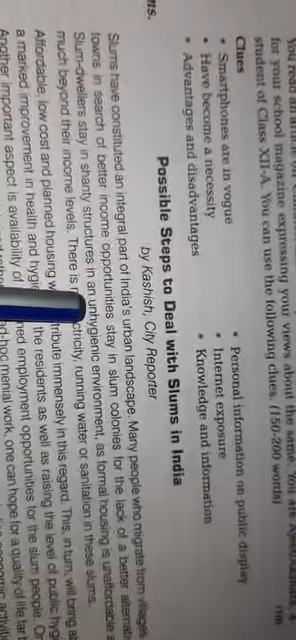 You read an article on
for your school magazine expressing your views about the same. You are
student of Class XII-A. You can use the following clues. (150-200 words)
Clues
• Smartphones are in vogue
• Have become a necessity
• Advantages and disadvantages
• Personal information on public display
• Internet exposure
• Knowledge and information
ns.
Possible Steps to Deal with Slums in India
by Kashish, City Reporter
Slums have constituted an integral part of India's urban landscape. Many people who migrate from villages
towns in search of better income opportunities stay in slum colonies for the lack of a better
Slum-dwellers stay in shanty structures in an unhygienic environment, as formal housing is unaffordable
much beyond their income levels. There is running water or sanitation in these slums.
Affordable, low cost and planned housing immensely in this regard. This, in turn, will bring
a marked improvement in health and the residents as well as raising the level of public
Another important aspect is availability of employment opportunities for the slum people.
menial work, one can hope for a quality of life far